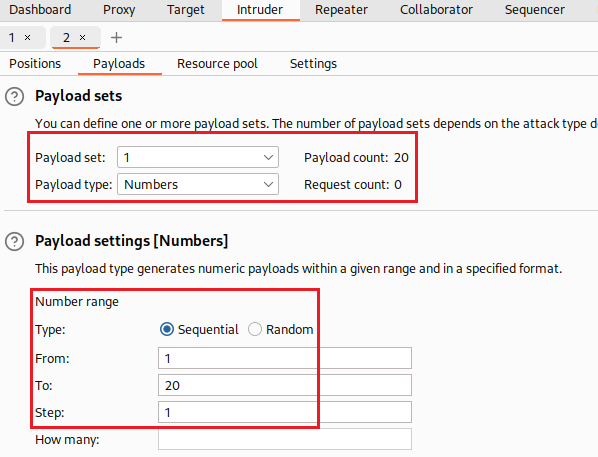 Dashboard Proxy Target Intruder Repeater Collaborator Sequencer
1 × 2 × +
Positions Payloads Resource pool Settings
? Payload sets
You can define one or more payload sets. The number of payload sets depends on the attack type d
Payload set: 1 Payload count: 20
Payload type: Numbers Request count: 0
? Payload settings [Numbers]
This payload type generates numeric payloads within a given range and in a specified format.
Number range
Type: Sequential Random
From: 1
To: 20
Step: 1
How many: